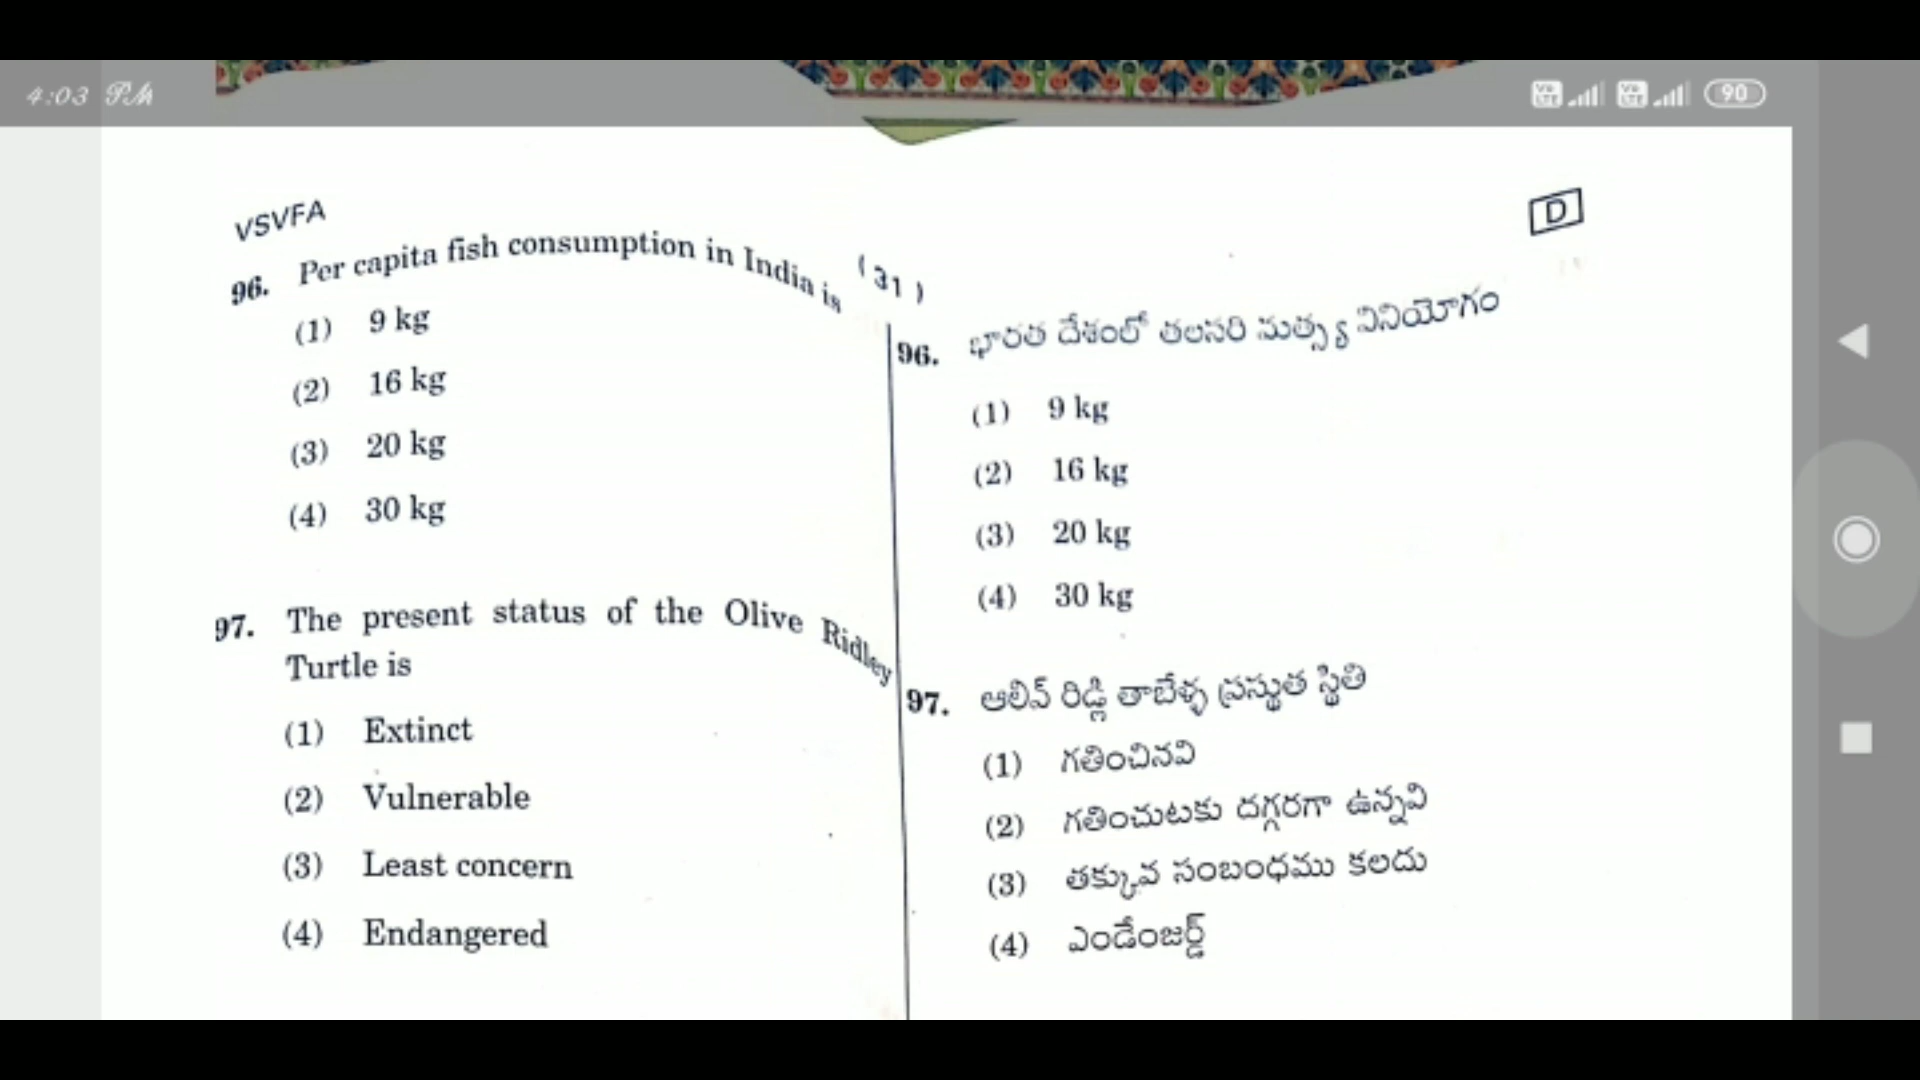 4:03 PM
90
VSVFA
(31)
D
96. Per capita fish consumption in India is
(1) 9 kg
(2) 16 kg
(3) 20 kg
(4) 30 kg
97. The present status of the Olive Ridley
Turtle is
(1) Extinct
(2) Vulnerable
(3) Least concern
(4) Endangered
96. భారత దేశంలో తలసరి మత్స్య వినియోగం
(1) 9 kg
(2) 16 kg
(3) 20 kg
(4) 30 kg
97. ఆలివ్ రిడ్లి తాబేళ్ళ ప్రస్తుత స్థితి
(1) గతించినవి
(2) గతించుటకు దగ్గరగా ఉన్నవి
(3) తక్కువ సంబంధము కలదు
(4) ఎండేంజర్డ్